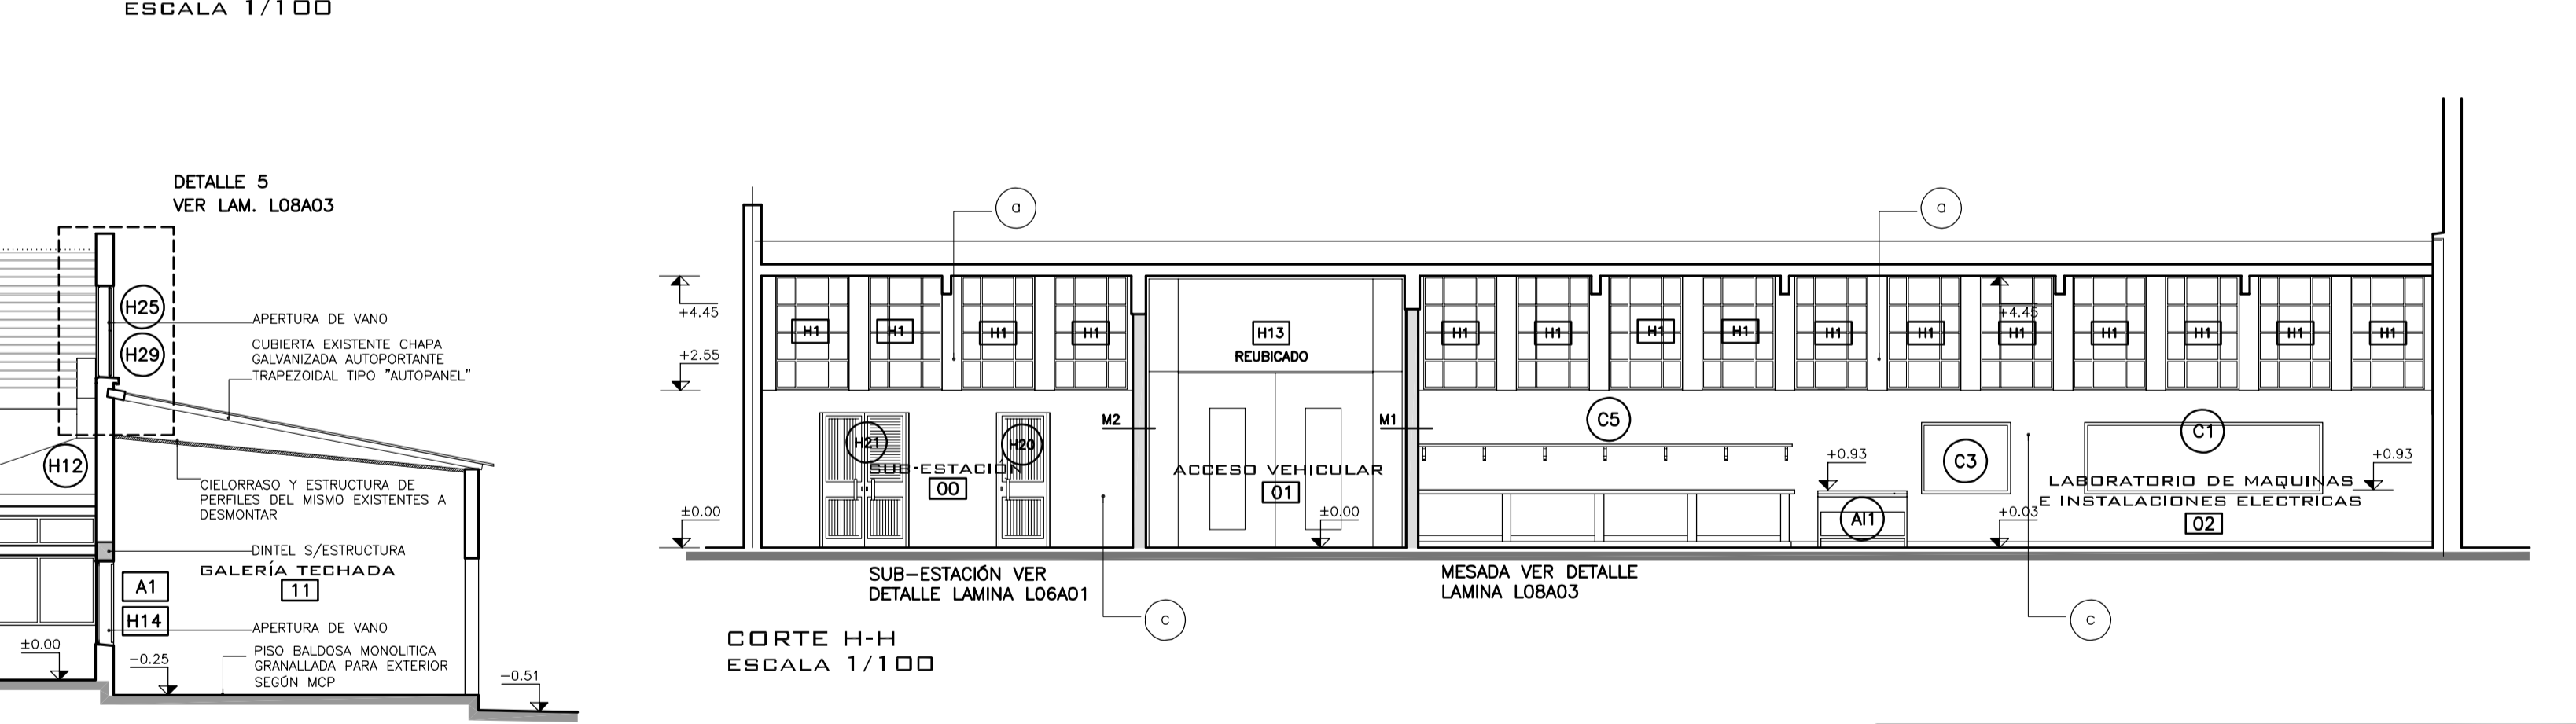 ESCALA 1/100
DETALLE 5
VER LAM. L08A03
H25
H29
H12
APERTURA DE VANO
CUBIERTA EXISTENTE CHAPA
GALVANIZADA AUTOPORTANTE
TRAPEZOIDAL TIPO "AUTOPANEL"
CIELORRASO Y ESTRUCTURA DE
PERFILES DEL MISMO EXISTENTES A
DESMONTAR
DINTEL S/ESTRUCTURA
GALERÍA TECHADA
11
A1
H14
APERTURA DE VANO
PISO BALDOSA MONOLITICA
GRANALLADA PARA EXTERIOR
SEGÚN MCP
±0.00
-0.25
-0.51
a
a
+4.45
+2.55
±0.00
H1 H1 H1 H1
H13
REUBICADO
H1 H1 H1 H1 H1 H1 H1 H1 H1 H1 H1
+4.45
M2
M1
H21
H20
SUB-ESTACIÓN
00
ACCESO VEHICULAR
01
±0.00
C5
+0.93
AI1
C3
C1
+0.93
+0.03
LABORATORIO DE MAQUINAS
E INSTALACIONES ELECTRICAS
02
SUB-ESTACIÓN VER
DETALLE LAMINA L06A01
MESADA VER DETALLE
LAMINA L08A03
c
c
CORTE H-H
ESCALA 1/100